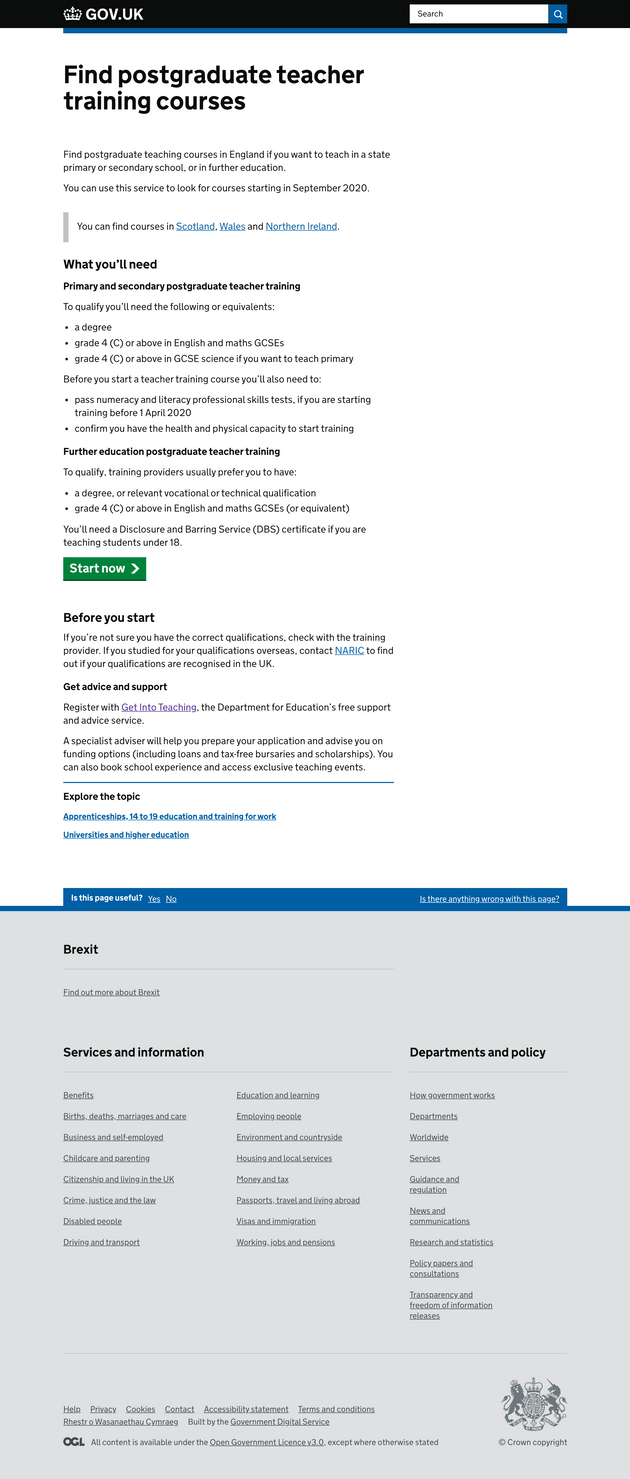 GOV.UK
Search
Find postgraduate teacher
training courses
Find postgraduate teaching courses in England if you want to teach in a state
primary or secondary school, or in further education.
You can use this service to look for courses starting in September 2020.
You can find courses in Scotland, Wales and Northern Ireland.
What you’ll need
Primary and secondary postgraduate teacher training
To qualify you’ll need the following or equivalents:
• a degree
• grade 4 (C) or above in English and maths GCSEs
• grade 4 (C) or above in GCSE science if you want to teach primary
Before you start a teacher training course you’ll also need to:
• pass numeracy and literacy professional skills tests, if you are starting
training before 1 April 2020
• confirm you have the health and physical capacity to start training
Further education postgraduate teacher training
To qualify, training providers usually prefer you to have:
• a degree, or relevant vocational or technical qualification
• grade 4 (C) or above in English and maths GCSEs (or equivalent)
You’ll need a Disclosure and Barring Service (DBS) certificate if you are
teaching students under 18.
Start now
Before you start
If you’re not sure you have the correct qualifications, check with the training
provider. If you studied for your qualifications overseas, contact NARIC to find
out if your qualifications are recognised in the UK.
Get advice and support
Register with Get Into Teaching, the Department for Education’s free support
and advice service.
A specialist adviser will help you prepare your application and advise you on
funding options (including loans and tax-free bursaries and scholarships). You
can also book school experience and access exclusive teaching events.
Explore the topic
Apprenticeships, 14 to 19 education and training for work
Universities and higher education
Is this page useful? Yes No
Is there anything wrong with this page?
Brexit
Find out more about Brexit
Services and information
Benefits
Births, deaths, marriages and care
Business and self-employed
Childcare and parenting
Citizenship and living in the UK
Crime, justice and the law
Disabled people
Driving and transport
Education and learning
Employing people
Environment and countryside
Housing and local services
Money and tax
Passports, travel and living abroad
Visas and immigration
Working, jobs and pensions
Departments and policy
How government works
Departments
Worldwide
Services
Guidance and
regulation
News and
communications
Research and statistics
Policy papers and
consultations
Transparency and
freedom of information
releases
Help Privacy Cookies Contact Accessibility statement Terms and conditions
Rhestr o Wasanaethau Cymraeg Built by the Government Digital Service
OGL All content is available under the Open Government Licence v3.0, except where otherwise stated
© Crown copyright